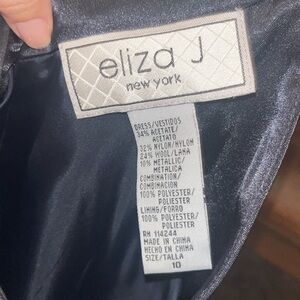 eliza J
new york
DRESS/VESTIDOS
34% ACETATE/
ACETATO
32% NYLON/NYLON
24% WOOL/LANA
10% METALLIC/
METALICA
COMBINATION/
COMBINACION
100% POLYESTER/
POLIESTER
LINING/FORRO
100% POLYESTER/
POLIESTER
RN 114244
MADE IN CHINA
HECHO EN CHINA
SIZE/TALLA
10